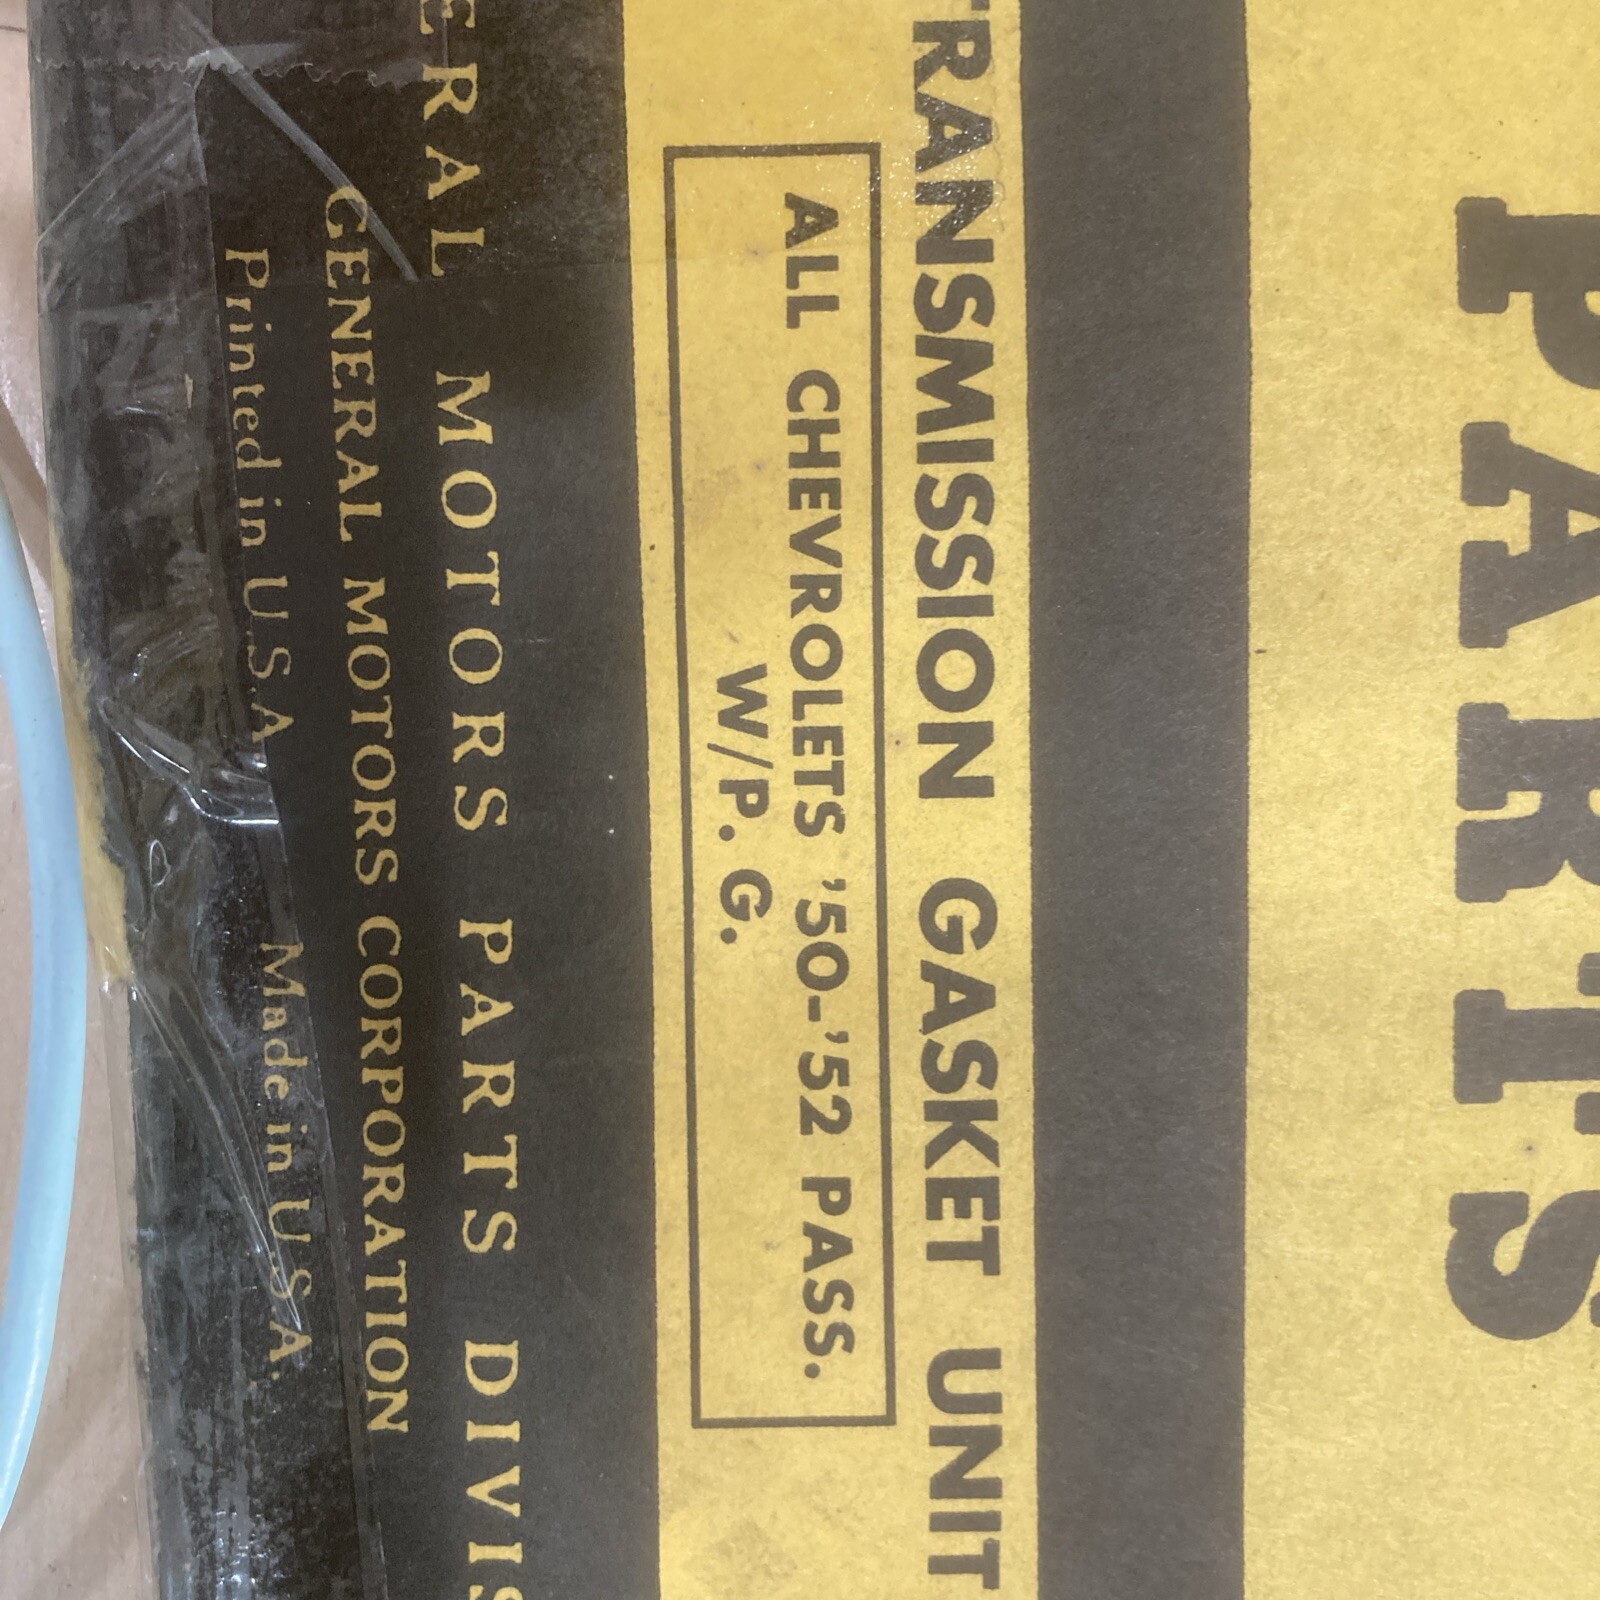 PARTS
TRANSMISSION GASKET UNIT
ALL CHEVROLETS '50-'52 PASS.
W/P. G.
ERAL MOTORS PARTS DIVIS
GENERAL MOTORS CORPORATION
Printed in U.S.A. Made in U.S.A.